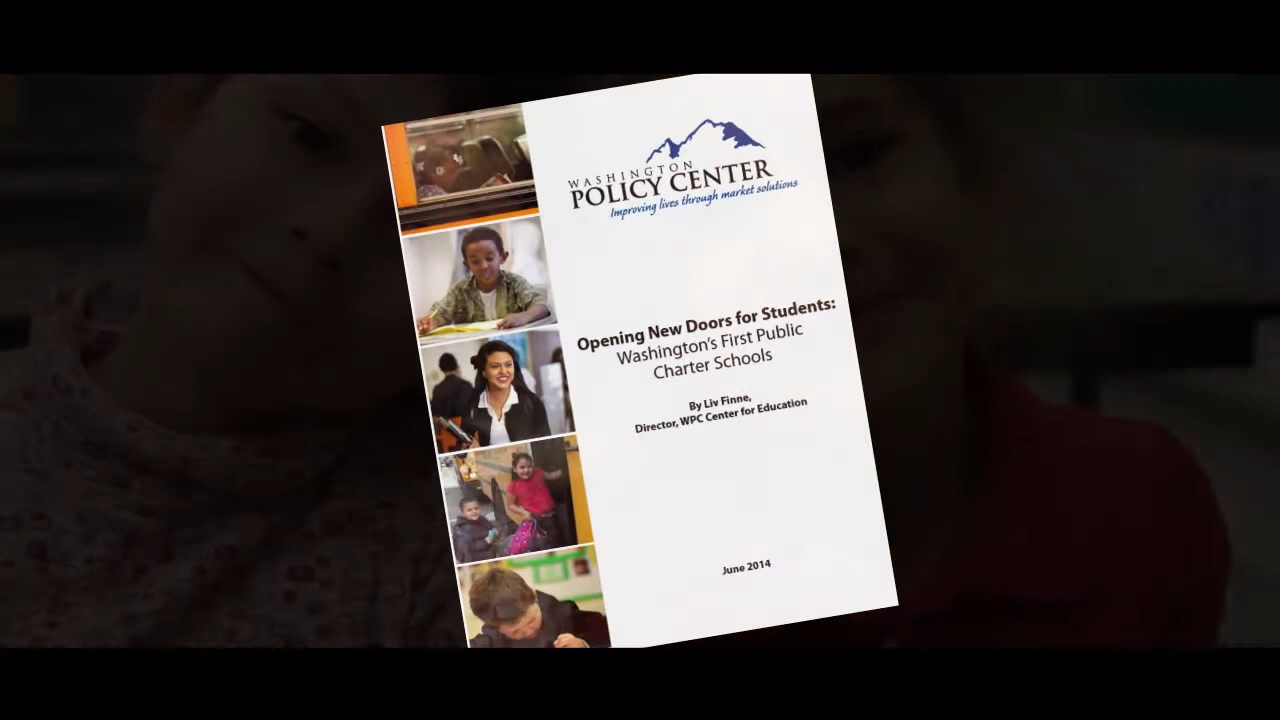 WASHINGTON
POLICY CENTER
Improving lives through market solutions
Opening New Doors for Students:
Washington's First Public
Charter Schools
By Liv Finne,
Director, WPC Center for Education
June 2014